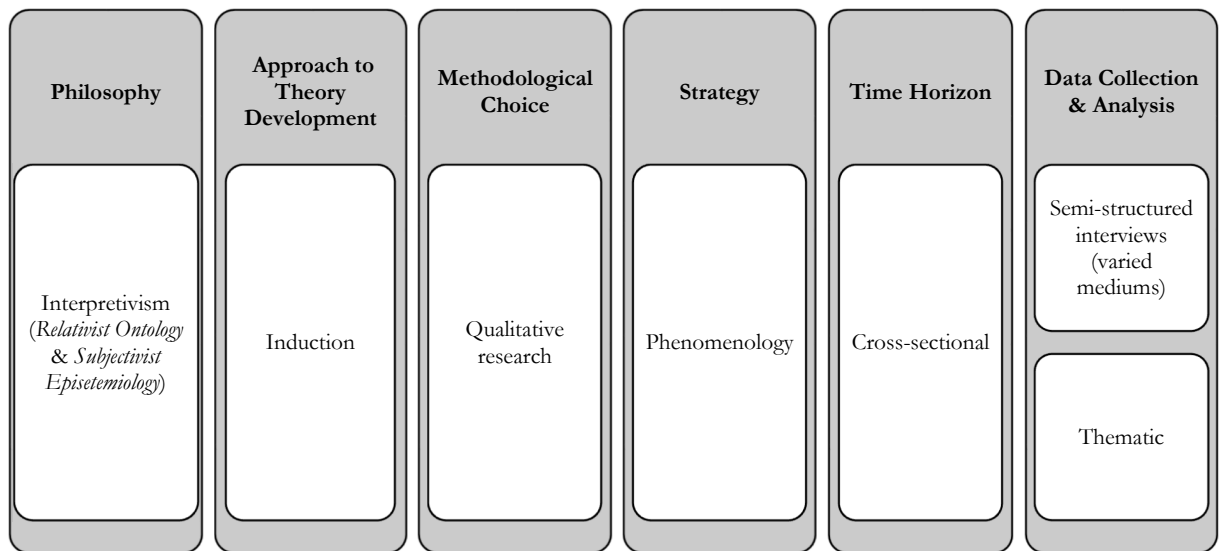 Philosophy
Interpretivism
(Relativist Ontology
& Subjectivist
Episetemiology)
Approach to
Theory
Development
Induction
Methodological
Choice
Qualitative
research
Strategy
Phenomenology
Time Horizon
Cross-sectional
Data Collection
& Analysis
Semi-structured
interviews
(varied
mediums)
Thematic